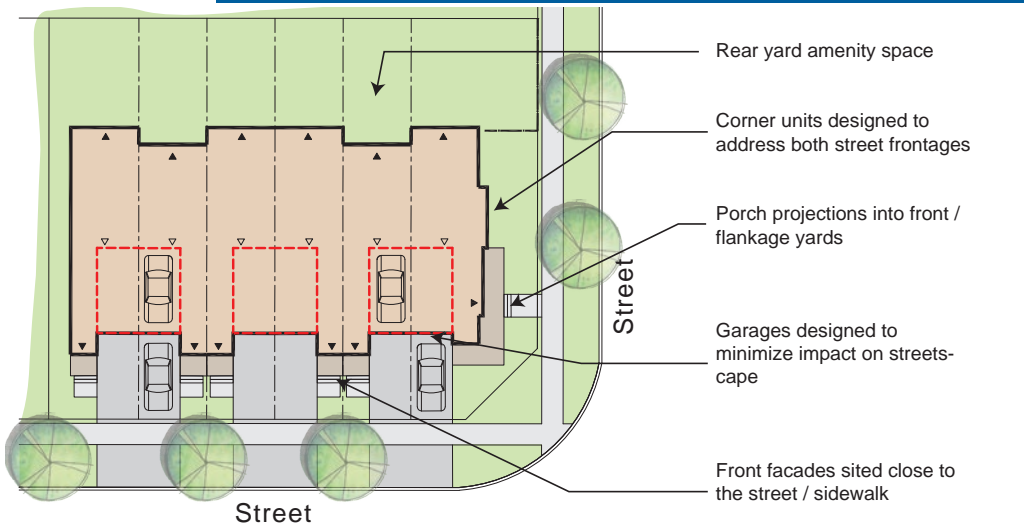 Rear yard amenity space
Corner units designed to
address both street frontages
Porch projections into front /
flankage yards
Street
Garages designed to
minimize impact on streets-
cape
Front facades sited close to
the street / sidewalk
Street